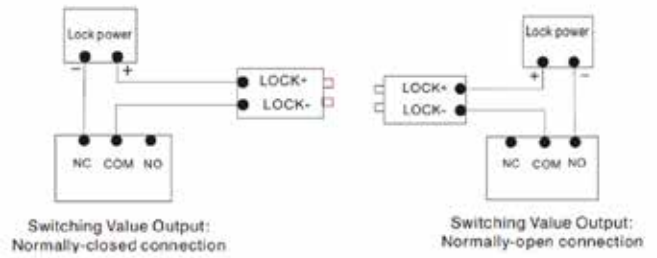 Lock power
- +
LOCK+
LOCK-
NC COM NO
Switching Value Output:
Normally-closed connection
Lock power
+ -
LOCK+
LOCK-
NC COM NO
Switching Value Output:
Normally-open connection